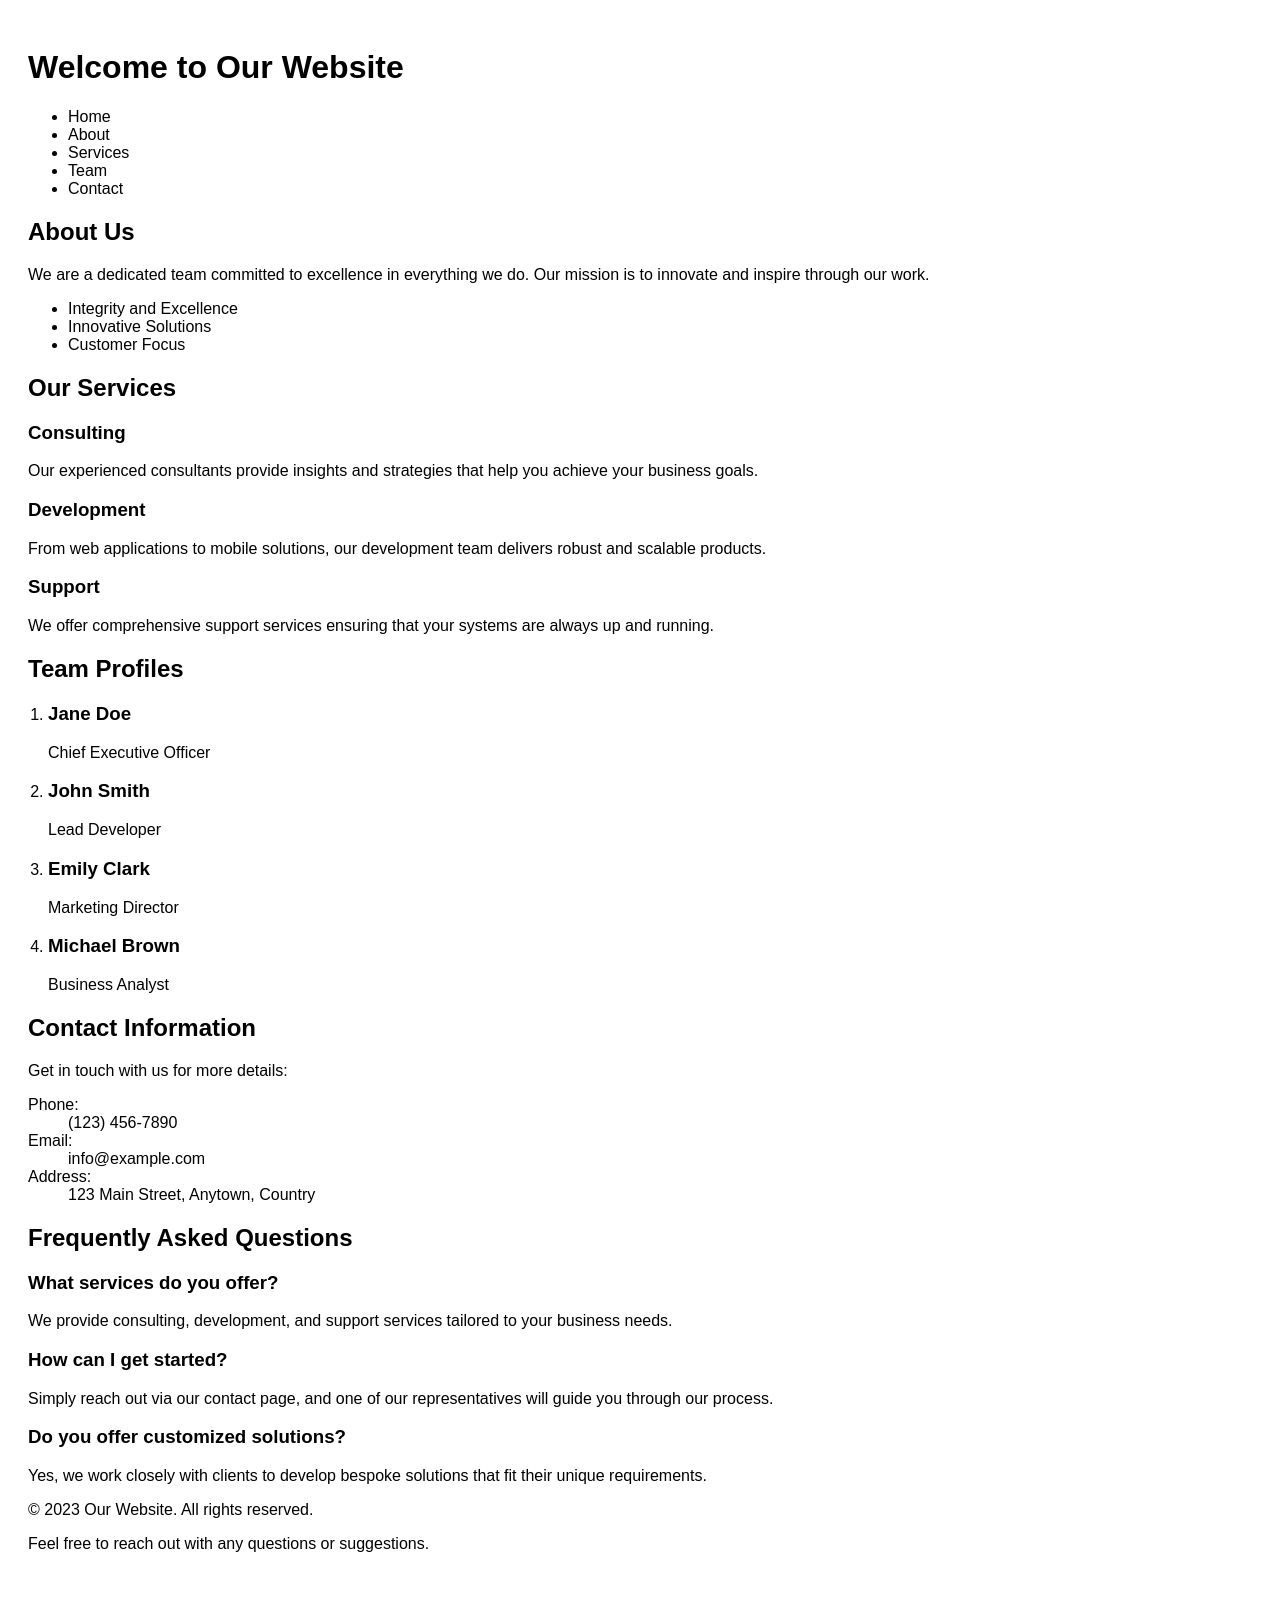 Welcome to Our Website
• Home
• About
• Services
• Team
• Contact
About Us
We are a dedicated team committed to excellence in everything we do. Our mission is to innovate and inspire through our work.
• Integrity and Excellence
• Innovative Solutions
• Customer Focus
Our Services
Consulting
Our experienced consultants provide insights and strategies that help you achieve your business goals.
Development
From web applications to mobile solutions, our development team delivers robust and scalable products.
Support
We offer comprehensive support services ensuring that your systems are always up and running.
Team Profiles
1. Jane Doe
Chief Executive Officer
2. John Smith
Lead Developer
3. Emily Clark
Marketing Director
4. Michael Brown
Business Analyst
Contact Information
Get in touch with us for more details:
Phone:
(123) 456-7890
Email:
info@example.com
Address:
123 Main Street, Anytown, Country
Frequently Asked Questions
What services do you offer?
We provide consulting, development, and support services tailored to your business needs.
How can I get started?
Simply reach out via our contact page, and one of our representatives will guide you through our process.
Do you offer customized solutions?
Yes, we work closely with clients to develop bespoke solutions that fit their unique requirements.
© 2023 Our Website. All rights reserved.
Feel free to reach out with any questions or suggestions.